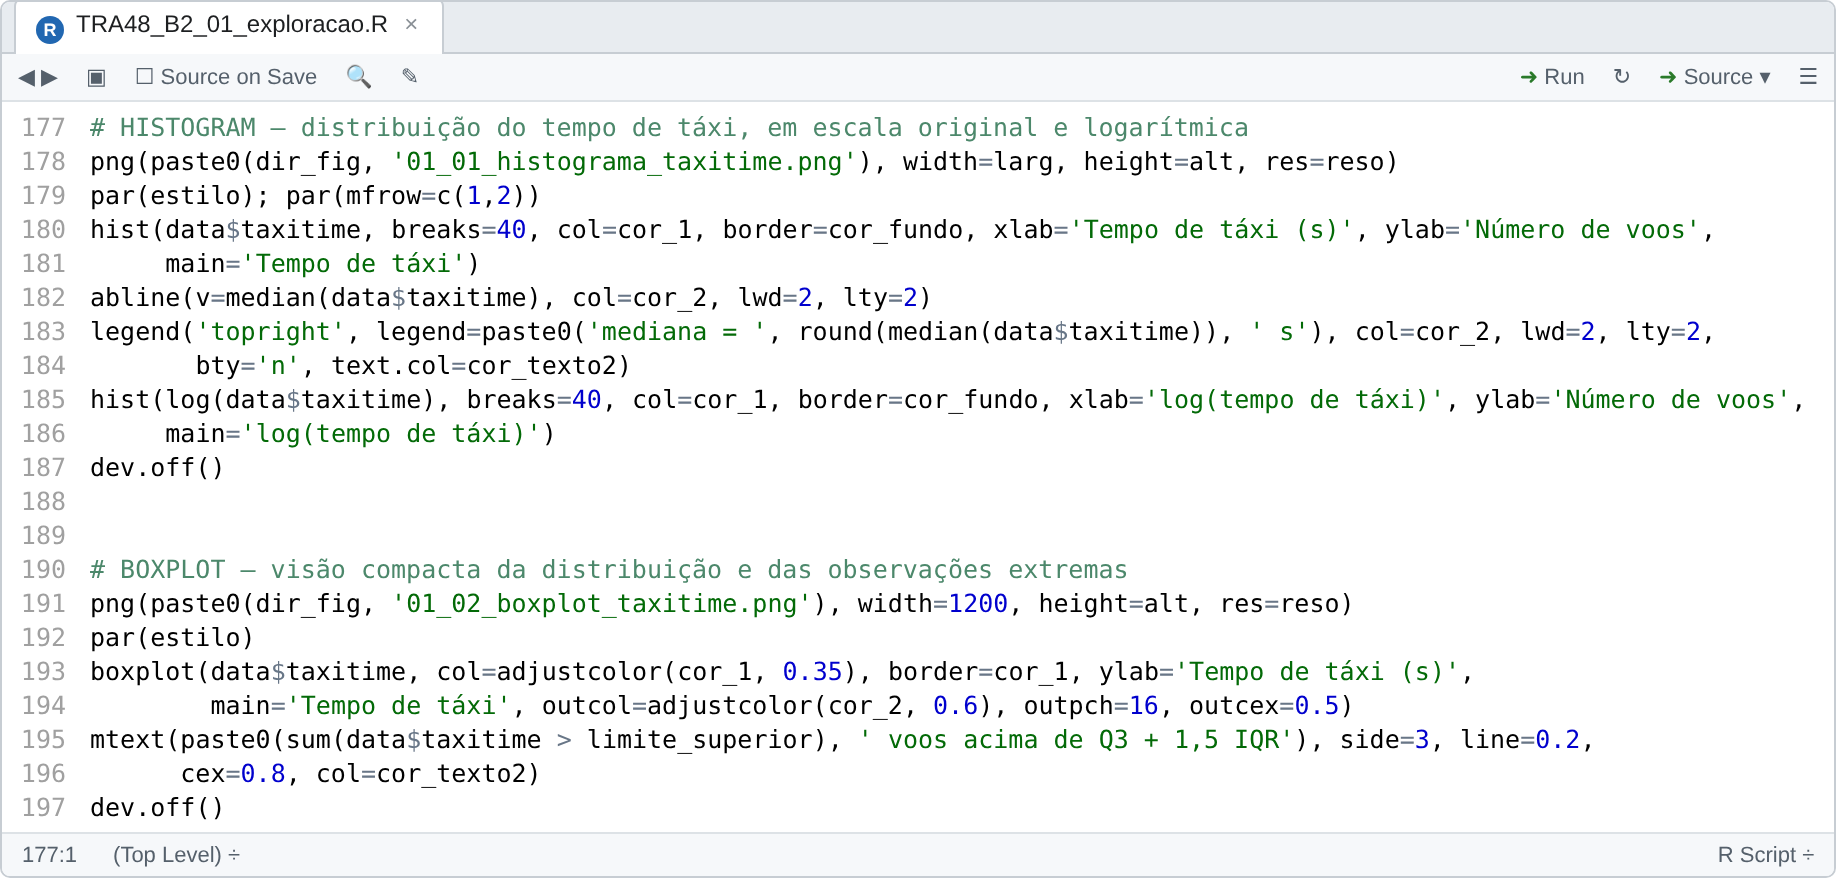 R TRA48_B2_01_exploracao.R ×
◀ ▶ ▣ ☐ Source on Save 🔍 ✎ ➜ Run ↻ ➜ Source ▾ ☰
177 # HISTOGRAM — distribuição do tempo de táxi, em escala original e logarítmica
178 png(paste0(dir_fig, '01_01_histograma_taxitime.png'), width=larg, height=alt, res=reso)
179 par(estilo); par(mfrow=c(1,2))
180 hist(data$taxitime, breaks=40, col=cor_1, border=cor_fundo, xlab='Tempo de táxi (s)', ylab='Número de voos',
181      main='Tempo de táxi')
182 abline(v=median(data$taxitime), col=cor_2, lwd=2, lty=2)
183 legend('topright', legend=paste0('mediana = ', round(median(data$taxitime)), ' s'), col=cor_2, lwd=2, lty=2,
184        bty='n', text.col=cor_texto2)
185 hist(log(data$taxitime), breaks=40, col=cor_1, border=cor_fundo, xlab='log(tempo de táxi)', ylab='Número de voos',
186      main='log(tempo de táxi)')
187 dev.off()
188
189
190 # BOXPLOT — visão compacta da distribuição e das observações extremas
191 png(paste0(dir_fig, '01_02_boxplot_taxitime.png'), width=1200, height=alt, res=reso)
192 par(estilo)
193 boxplot(data$taxitime, col=adjustcolor(cor_1, 0.35), border=cor_1, ylab='Tempo de táxi (s)',
194         main='Tempo de táxi', outcol=adjustcolor(cor_2, 0.6), outpch=16, outcex=0.5)
195 mtext(paste0(sum(data$taxitime > limite_superior), ' voos acima de Q3 + 1,5 IQR'), side=3, line=0.2,
196       cex=0.8, col=cor_texto2)
197 dev.off()
177:1 (Top Level) ÷ R Script ÷